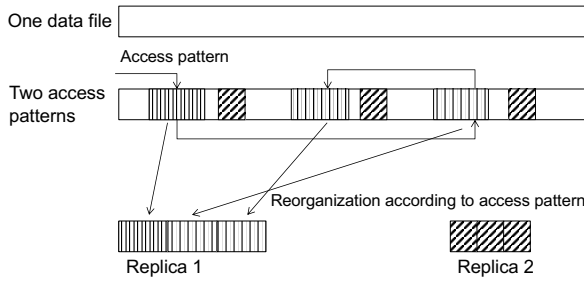 One data file
Access pattern
Two access
patterns
Reorganization according to access pattern
Replica 1
Replica 2